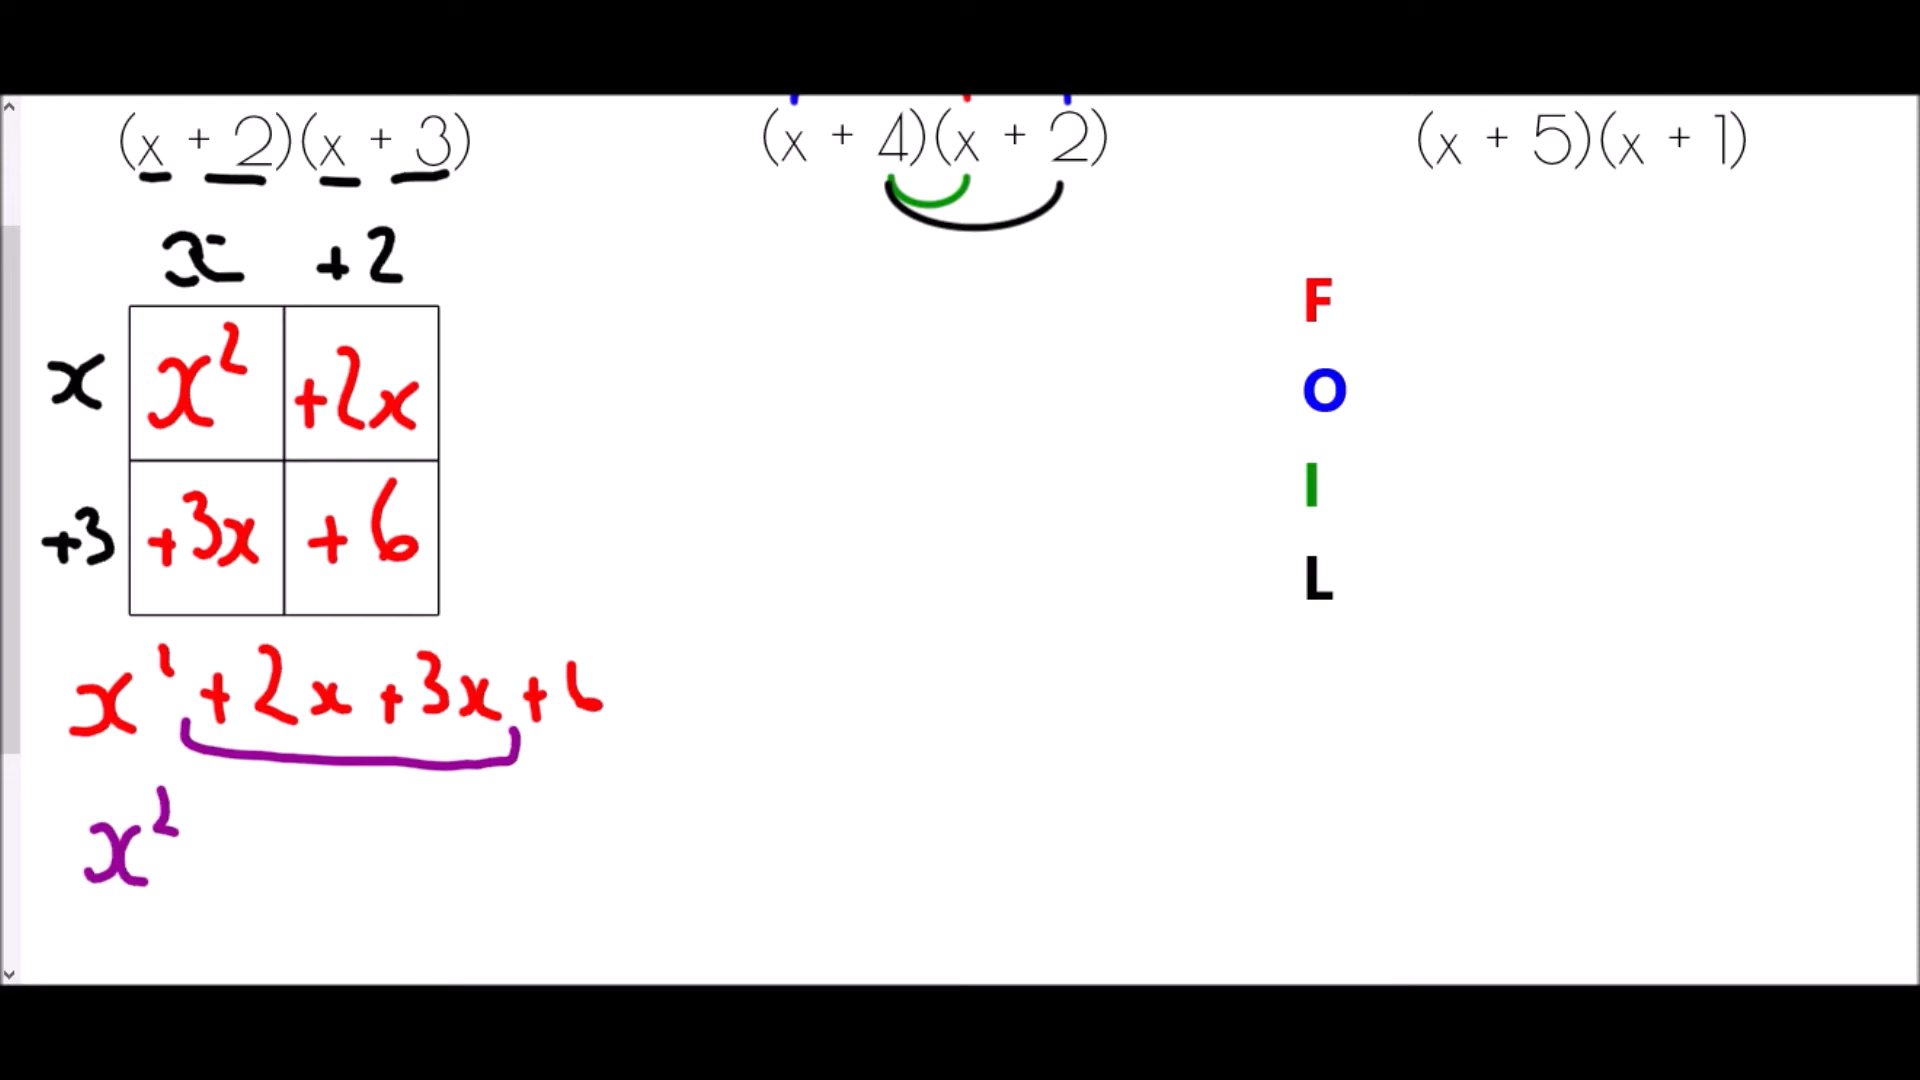 (x + 2)(x + 3)
x +2
x x² +2x
+3 +3x +6
x² +2x +3x +6
x²
(x + 4)(x + 2)
(x + 5)(x + 1)
F
O
I
L